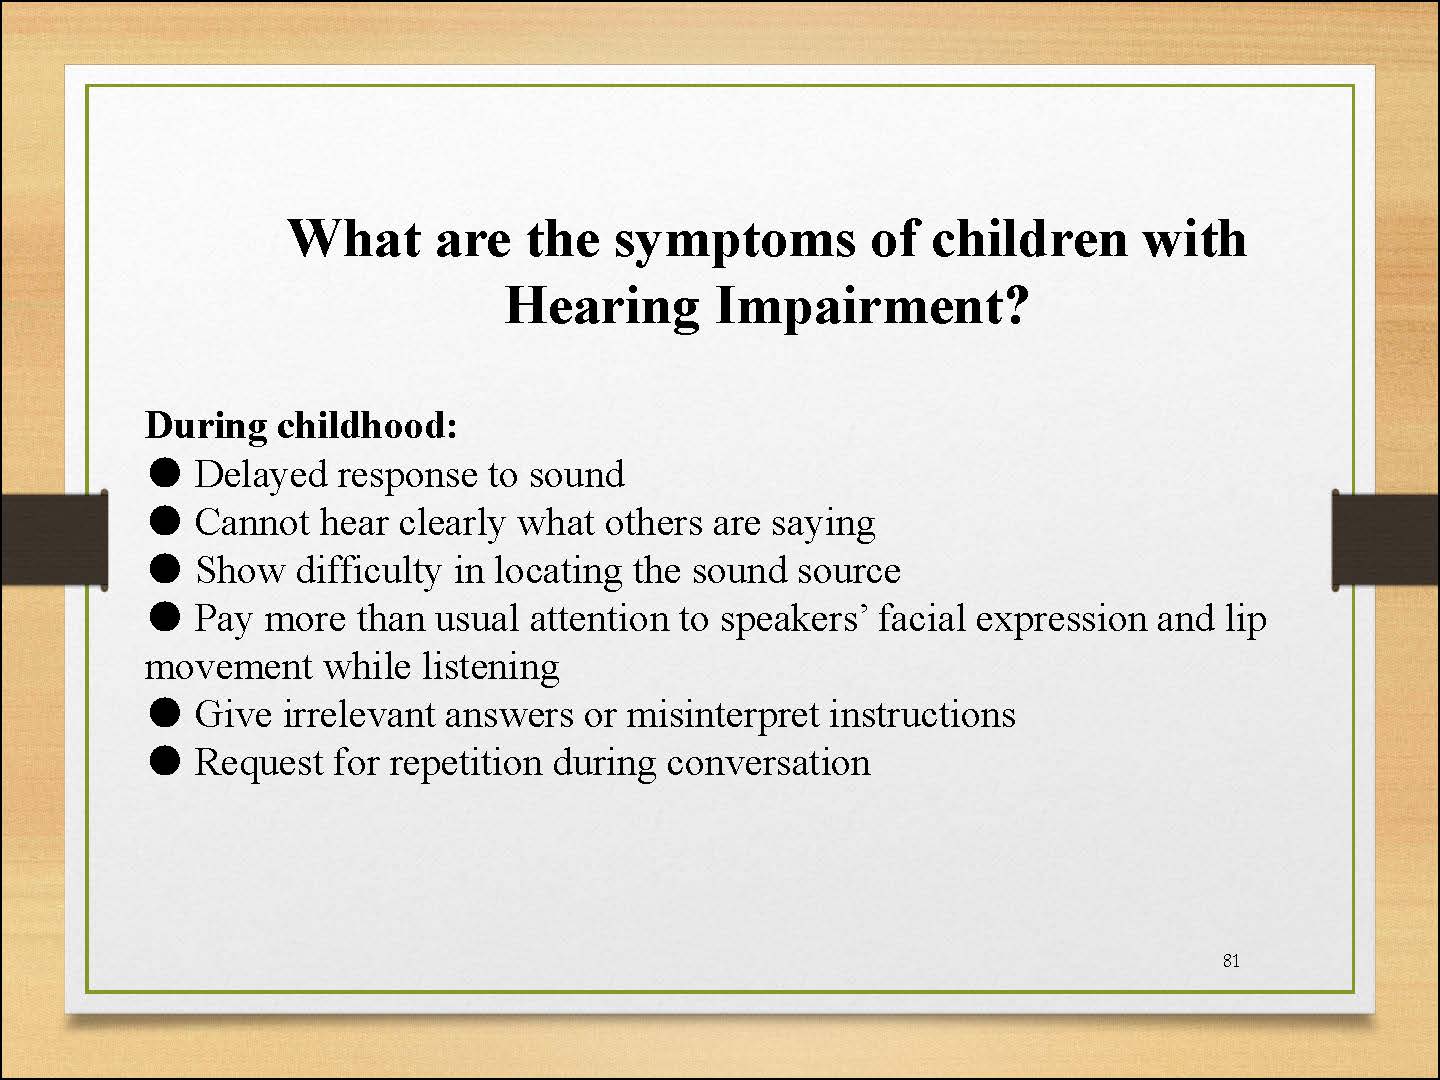 What are the symptoms of children with
Hearing Impairment?
During childhood:
● Delayed response to sound
● Cannot hear clearly what others are saying
● Show difficulty in locating the sound source
● Pay more than usual attention to speakers’ facial expression and lip
movement while listening
● Give irrelevant answers or misinterpret instructions
● Request for repetition during conversation
81